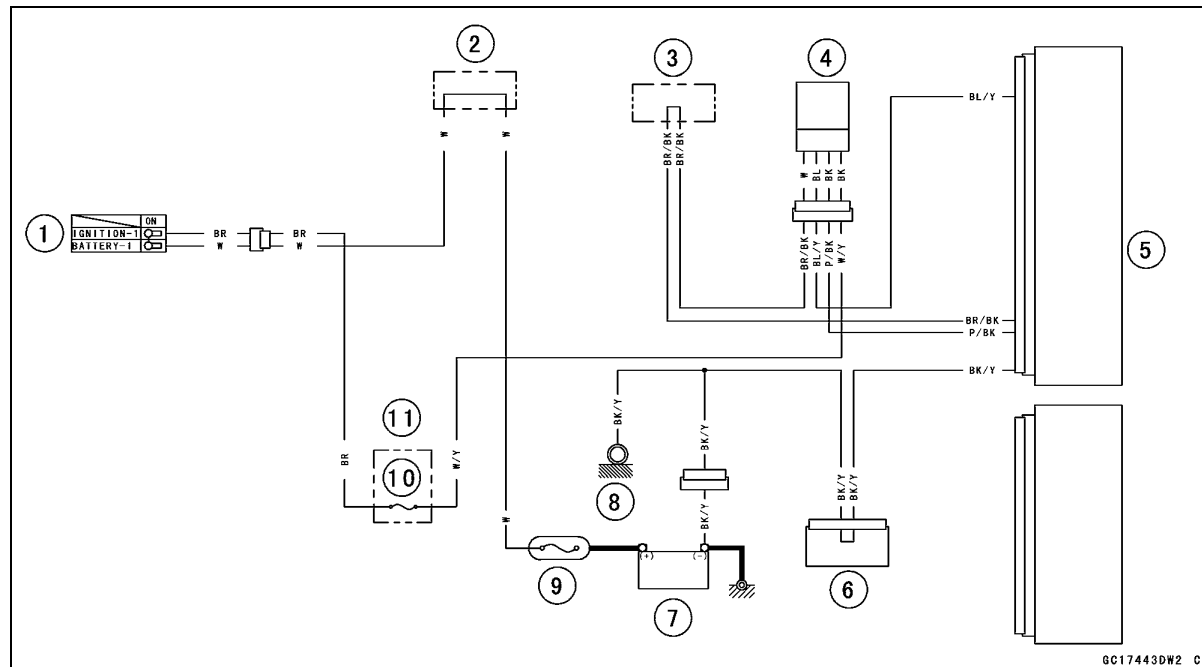 2
3
4
BL/Y
W
W
BR/BK
BR/BK
W
BL
BK
BK
1
ON
IGNITION-1
BATTERY-1
BR
W
BR
W
BR/BK
BL/Y
P/BK
W/Y
5
BR/BK
P/BK
BK/Y
11
10
BR
W/Y
BK/Y
8
BK/Y
BK/Y
BK/Y
BK/Y
W
9
(+)
(-)
7
6
GC17443DW2 C